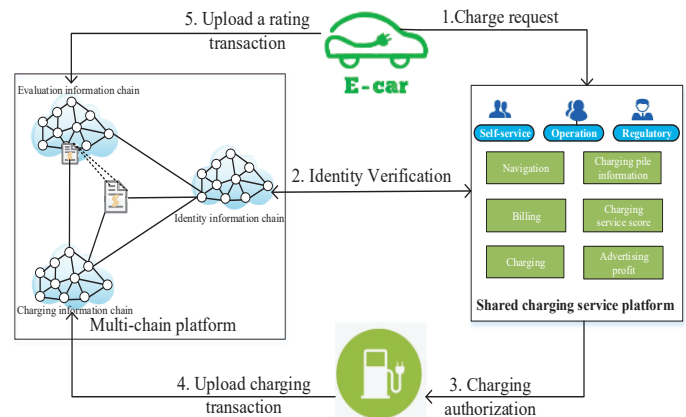 5. Upload a rating
transaction
1.Charge request
E-car
Evaluation information chain
Identity information chain
Charging information chain
Multi-chain platform
2. Identity Verification
Self-service
Operation
Regulatory
Navigation
Charging pile
information
Billing
Charging
service score
Charging
Advertising
profit
Shared charging service platform
4. Upload charging
transaction
3. Charging
authorization